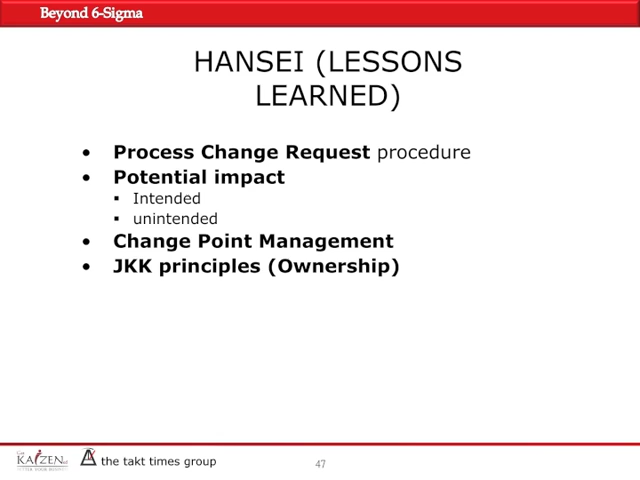 Beyond 6-Sigma
HANSEI (LESSONS
LEARNED)
• Process Change Request procedure
• Potential impact
▪ Intended
▪ unintended
• Change Point Management
• JKK principles (Ownership)
KAIZEN
the takt times group
47